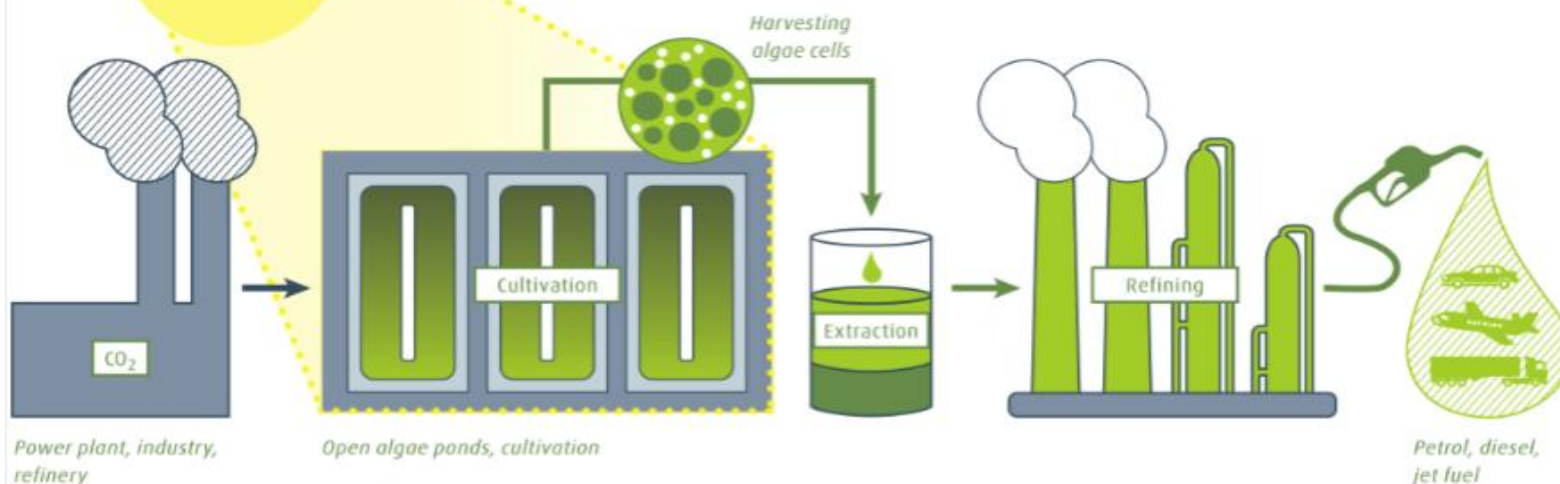 Harvesting
algae cells
Cultivation
CO₂
Extraction
Refining
Power plant, industry,
refinery
Open algae ponds, cultivation
Petrol, diesel,
jet fuel